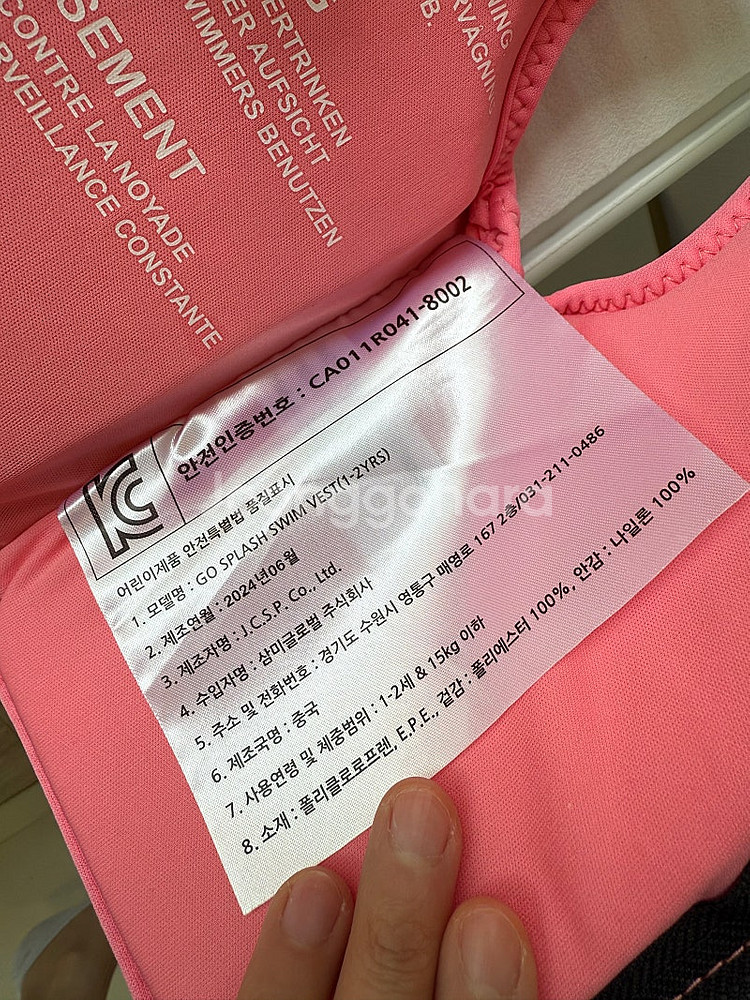 SEMENT
CONTRE LA NOYADE
RVEILLANCE CONSTANTE
ERTRINKEN
ER AUFSICHT
WIMMERS BENUTZEN
B.
NING
RVÅGNING
KC
안전인증번호 : CA011R041-8002
어린이제품 안전특별법 품질표시
1. 모델명 : GO SPLASH SWIM VEST(1-2YRS)
2. 제조연월 : 2024년06월
3. 제조자명 : J.C.S.P. Co., Ltd.
4. 수입자명 : 삼미글로벌 주식회사
5. 주소 및 전화번호 : 경기도 수원시 영통구 매영로 167 2층/031-211-0486
6. 제조국명 : 중국
7. 사용연령 및 체중범위 : 1-2세 & 15kg 이하
8. 소재 : 폴리클로로프렌, E.P.E., 겉감 : 폴리에스터 100%, 안감 : 나일론 100%